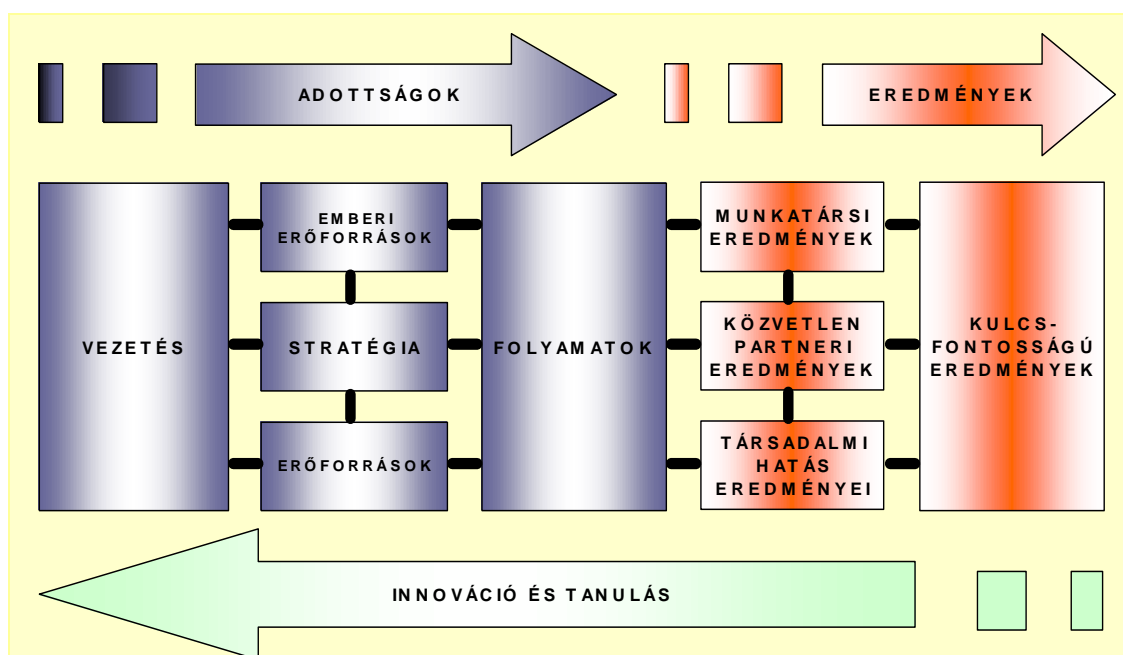 ADOTTSÁGOK
EREDMÉNYEK
VEZETÉS
EMBERI
ERŐFORRÁSOK
STRATÉGIA
ERŐFORRÁSOK
FOLYAMATOK
MUNKATÁRSI
EREDMÉNYEK
KÖZVETLEN
PARTNERI
EREDMÉNYEK
TÁRSADALMI
HATÁS
EREDMÉNYEI
KULCS-
FONTOSSÁGÚ
EREDMÉNYEK
INNOVÁCIÓ ÉS TANULÁS